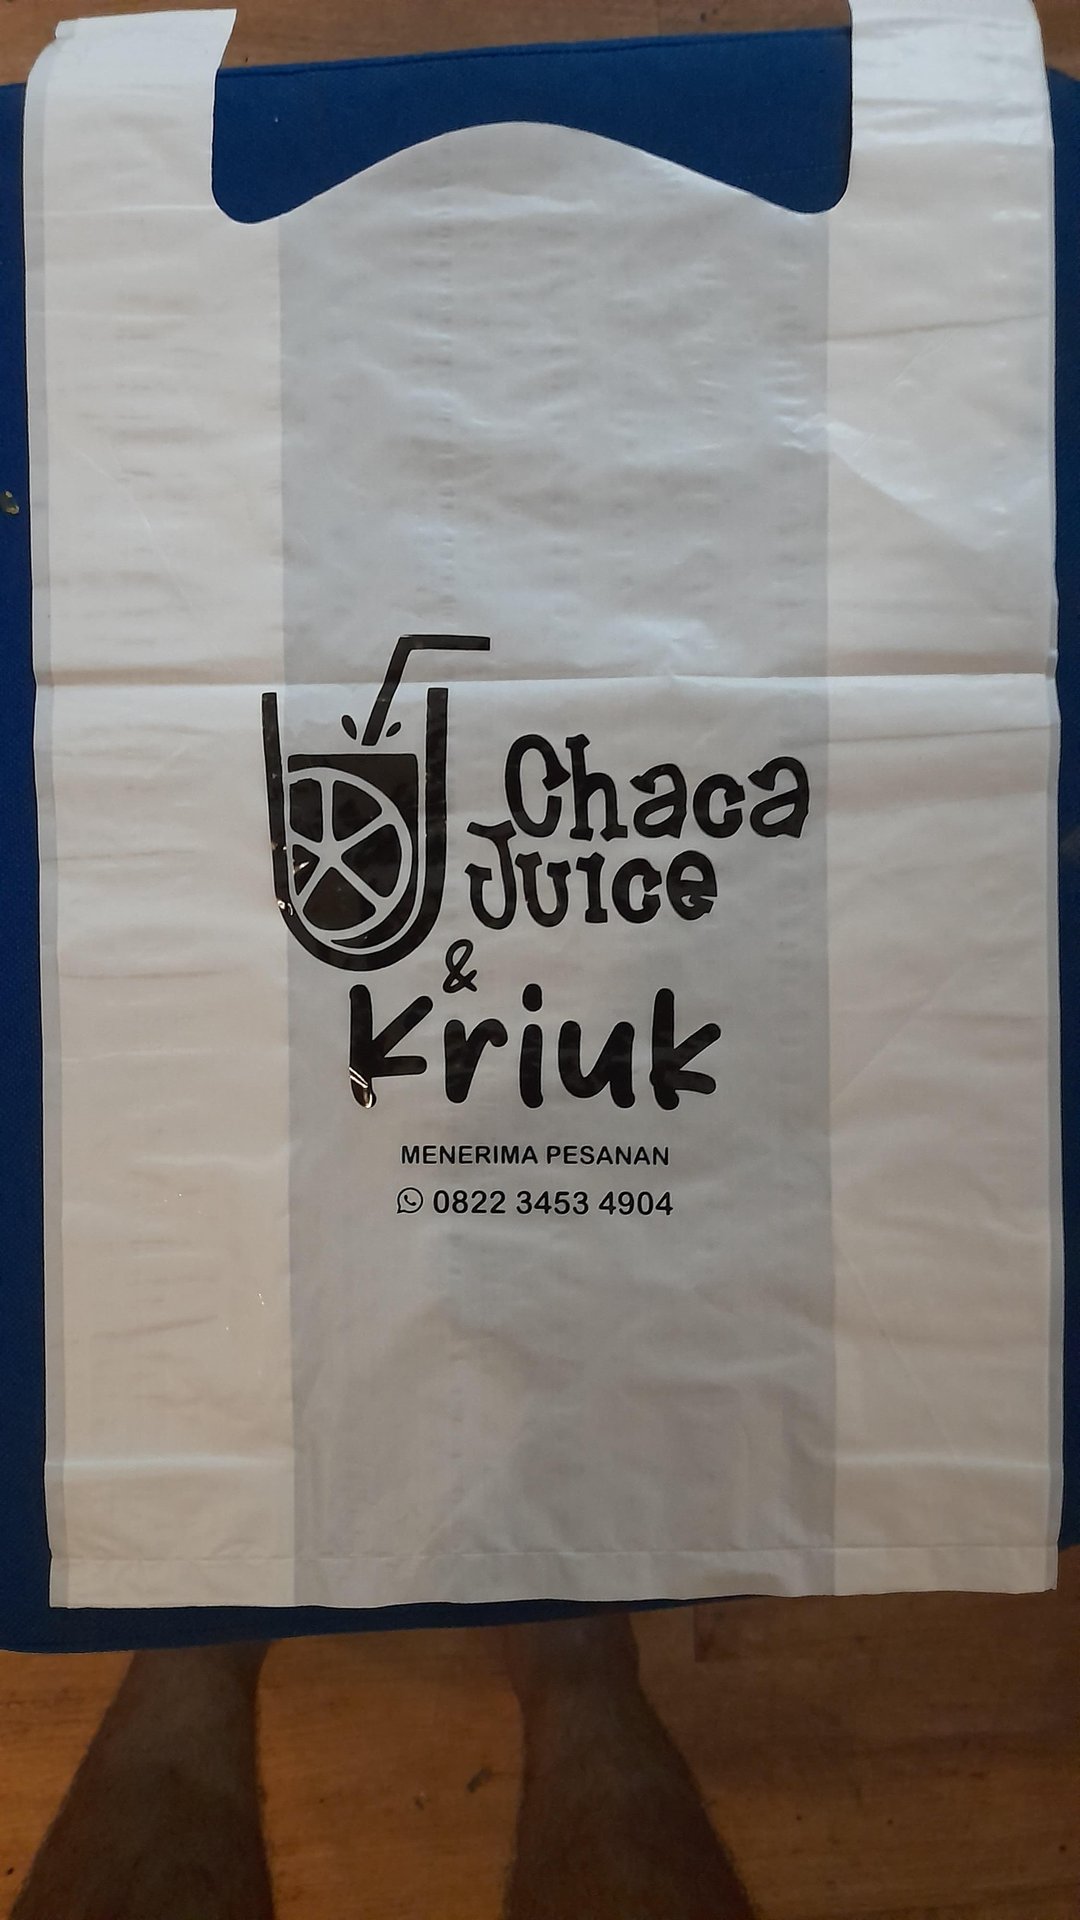 Chaca
Juice
&
Kriuk
MENERIMA PESANAN
0822 3453 4904